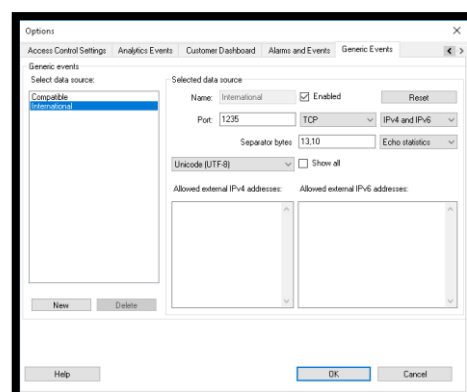 Options
Access Control Settings Analytics Events Customer Dashboard Alarms and Events Generic Events
Generic events
Select data source:
Compatible
International
New Delete
Selected data source
Name: International Enabled Reset
Port: 1235 TCP IPv4 and IPv6
Separator bytes 13,10 Echo statistics
Unicode (UTF-8) Show all
Allowed external IPv4 addresses: Allowed external IPv6 addresses:
Help OK Cancel